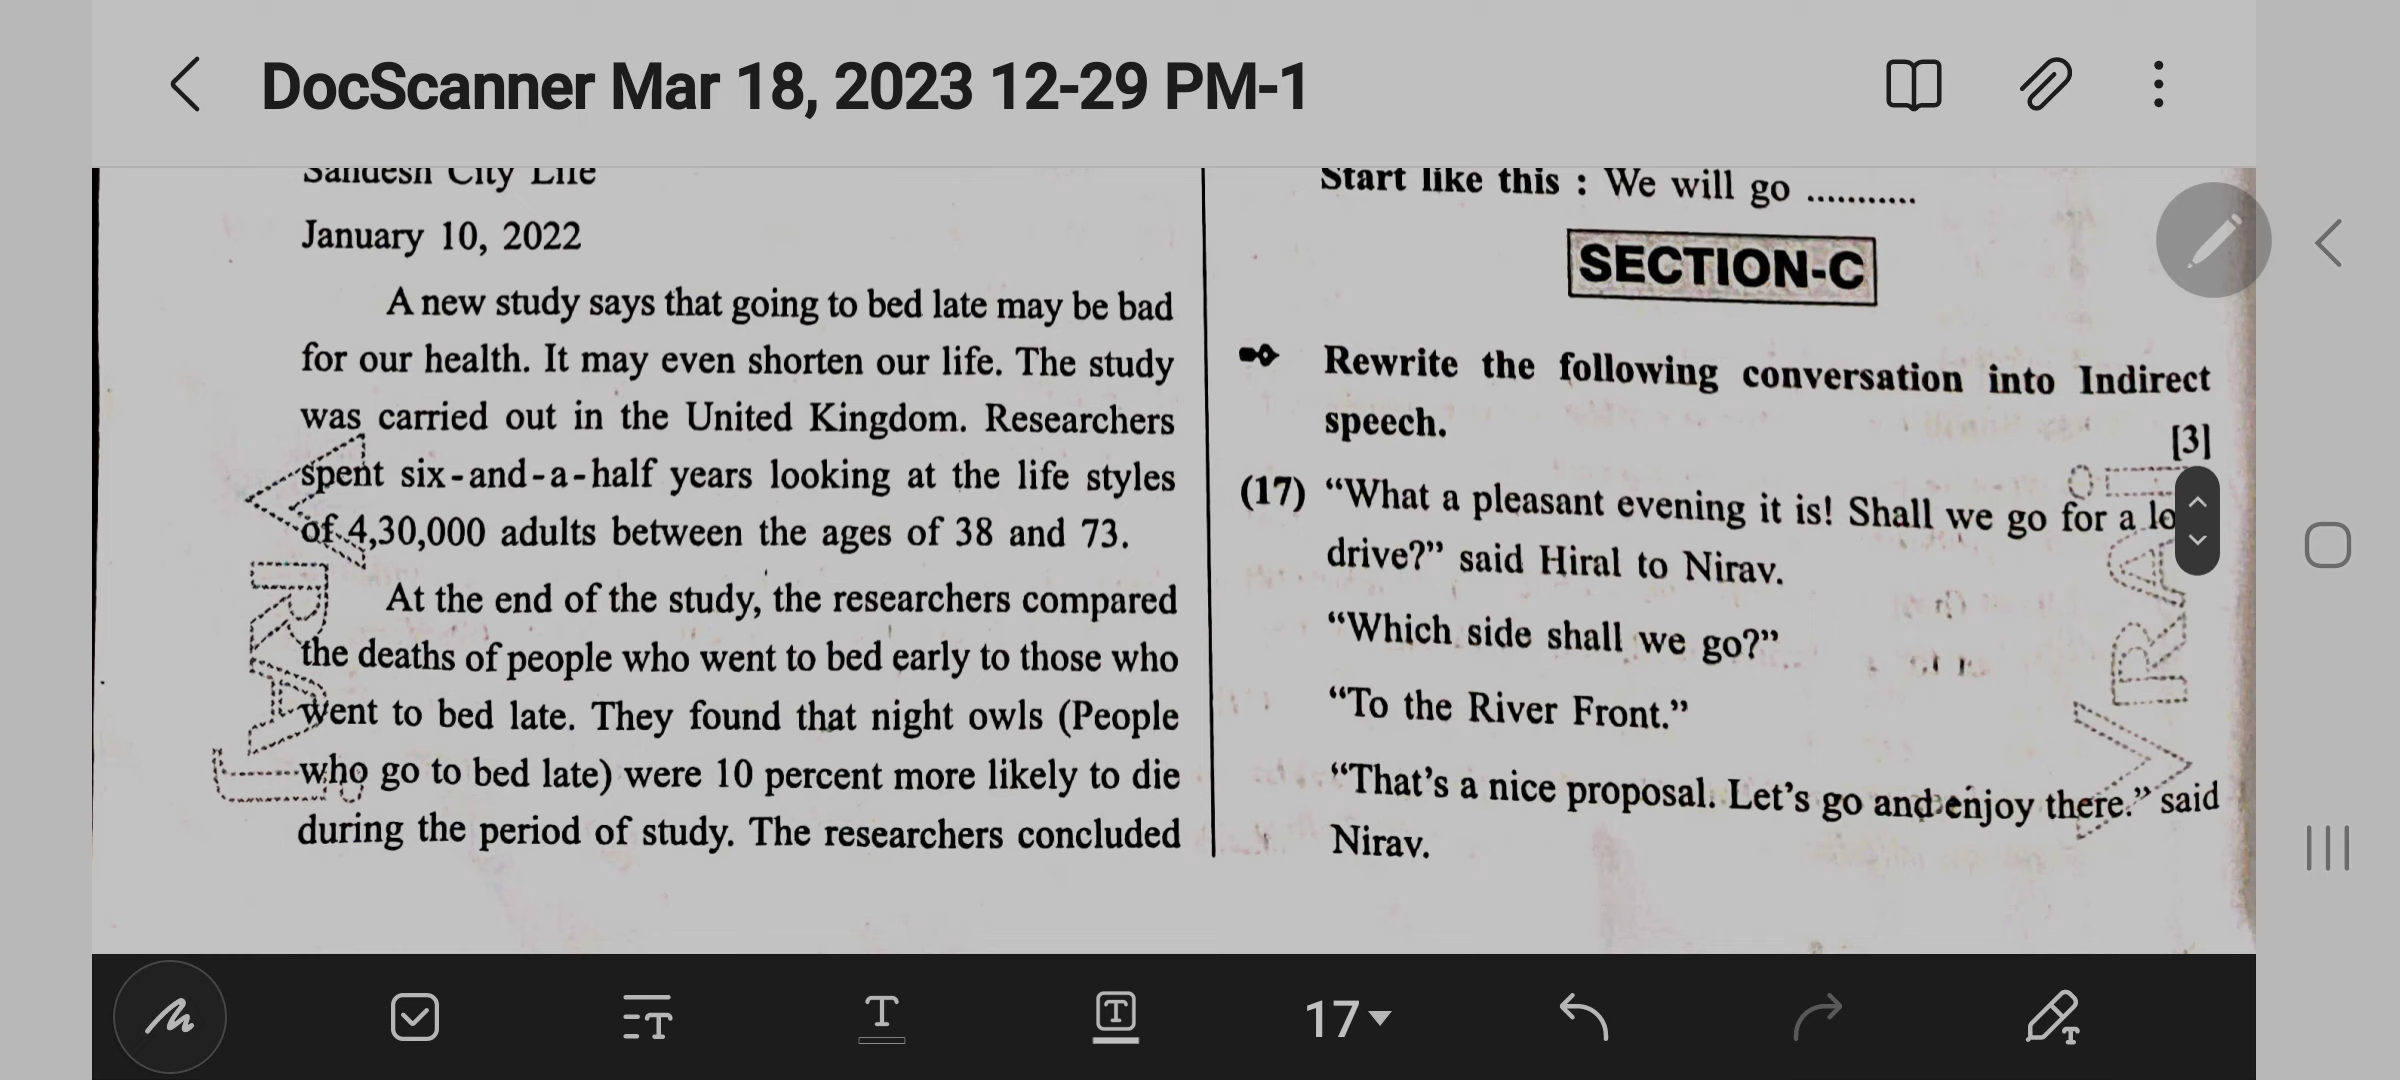 DocScanner Mar 18, 2023 12-29 PM-1
Sandesh City Life
January 10, 2022
A new study says that going to bed late may be bad
for our health. It may even shorten our life. The study
was carried out in the United Kingdom. Researchers
spent six-and-a-half years looking at the life styles
of 4,30,000 adults between the ages of 38 and 73.
At the end of the study, the researchers compared
the deaths of people who went to bed early to those who
went to bed late. They found that night owls (People
who go to bed late) were 10 percent more likely to die
during the period of study. The researchers concluded
Start like this : We will go ...........
SECTION-C
Rewrite the following conversation into Indirect
speech.
[3]
(17) “What a pleasant evening it is! Shall we go for a lo
drive?” said Hiral to Nirav.
“Which side shall we go?”
“To the River Front.”
“That’s a nice proposal. Let’s go and enjoy there.” said
Nirav.
17